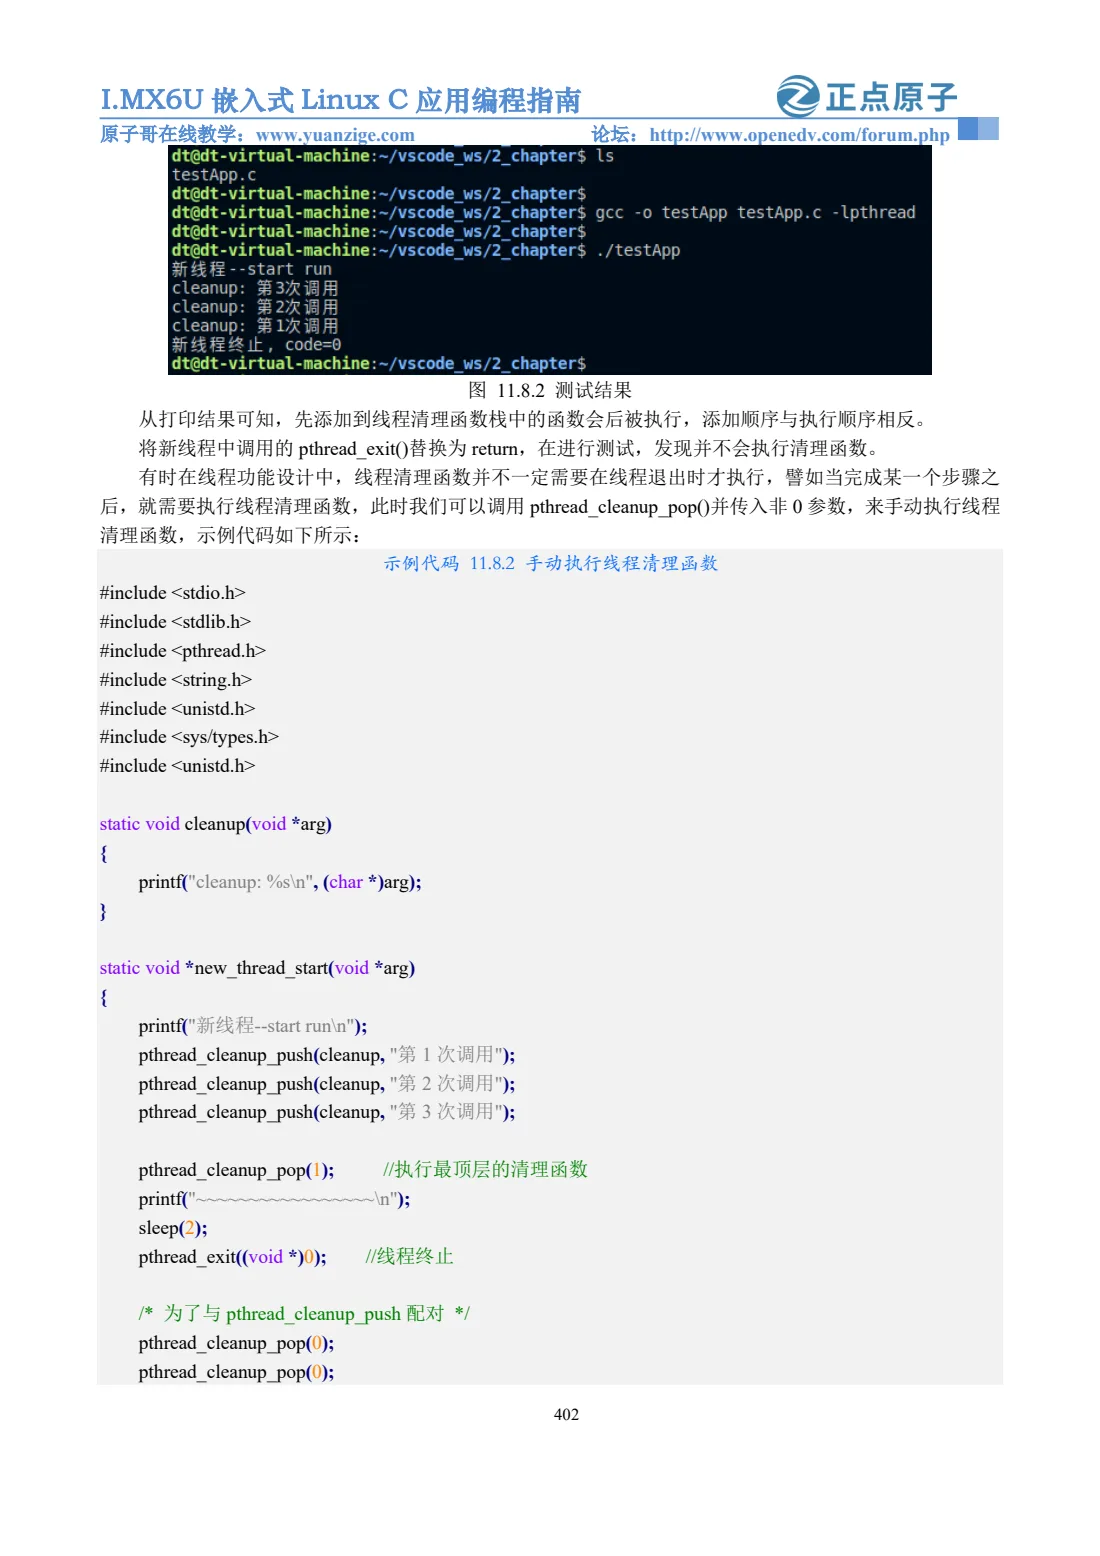 I.MX6U 嵌入式 Linux C 应用编程指南
正点原子
原子哥在线教学：www.yuanzige.com 论坛：http://www.openedv.com/forum.php
dt@dt-virtual-machine:~/vscode_ws/2_chapter$ ls
testApp.c
dt@dt-virtual-machine:~/vscode_ws/2_chapter$
dt@dt-virtual-machine:~/vscode_ws/2_chapter$ gcc -o testApp testApp.c -lpthread
dt@dt-virtual-machine:~/vscode_ws/2_chapter$
dt@dt-virtual-machine:~/vscode_ws/2_chapter$ ./testApp
新线程--start run
cleanup: 第3次调用
cleanup: 第2次调用
cleanup: 第1次调用
新线程终止, code=0
dt@dt-virtual-machine:~/vscode_ws/2_chapter$
图 11.8.2 测试结果
从打印结果可知，先添加到线程清理函数栈中的函数会后被执行，添加顺序与执行顺序相反。
将新线程中调用的 pthread_exit()替换为 return，在进行测试，发现并不会执行清理函数。
有时在线程功能设计中，线程清理函数并不一定需要在线程退出时才执行，譬如当完成某一个步骤之
后，就需要执行线程清理函数，此时我们可以调用 pthread_cleanup_pop()并传入非 0 参数，来手动执行线程
清理函数，示例代码如下所示：
示例代码 11.8.2 手动执行线程清理函数
#include <stdio.h>
#include <stdlib.h>
#include <pthread.h>
#include <string.h>
#include <unistd.h>
#include <sys/types.h>
#include <unistd.h>
static void cleanup(void *arg)
{
printf("cleanup: %s\n", (char *)arg);
}
static void *new_thread_start(void *arg)
{
printf("新线程--start run\n");
pthread_cleanup_push(cleanup, "第 1 次调用");
pthread_cleanup_push(cleanup, "第 2 次调用");
pthread_cleanup_push(cleanup, "第 3 次调用");
pthread_cleanup_pop(1); //执行最顶层的清理函数
printf("~~~~~~~~~~~~~~~~~\n");
sleep(2);
pthread_exit((void *)0); //线程终止
/* 为了与 pthread_cleanup_push 配对 */
pthread_cleanup_pop(0);
pthread_cleanup_pop(0);
402